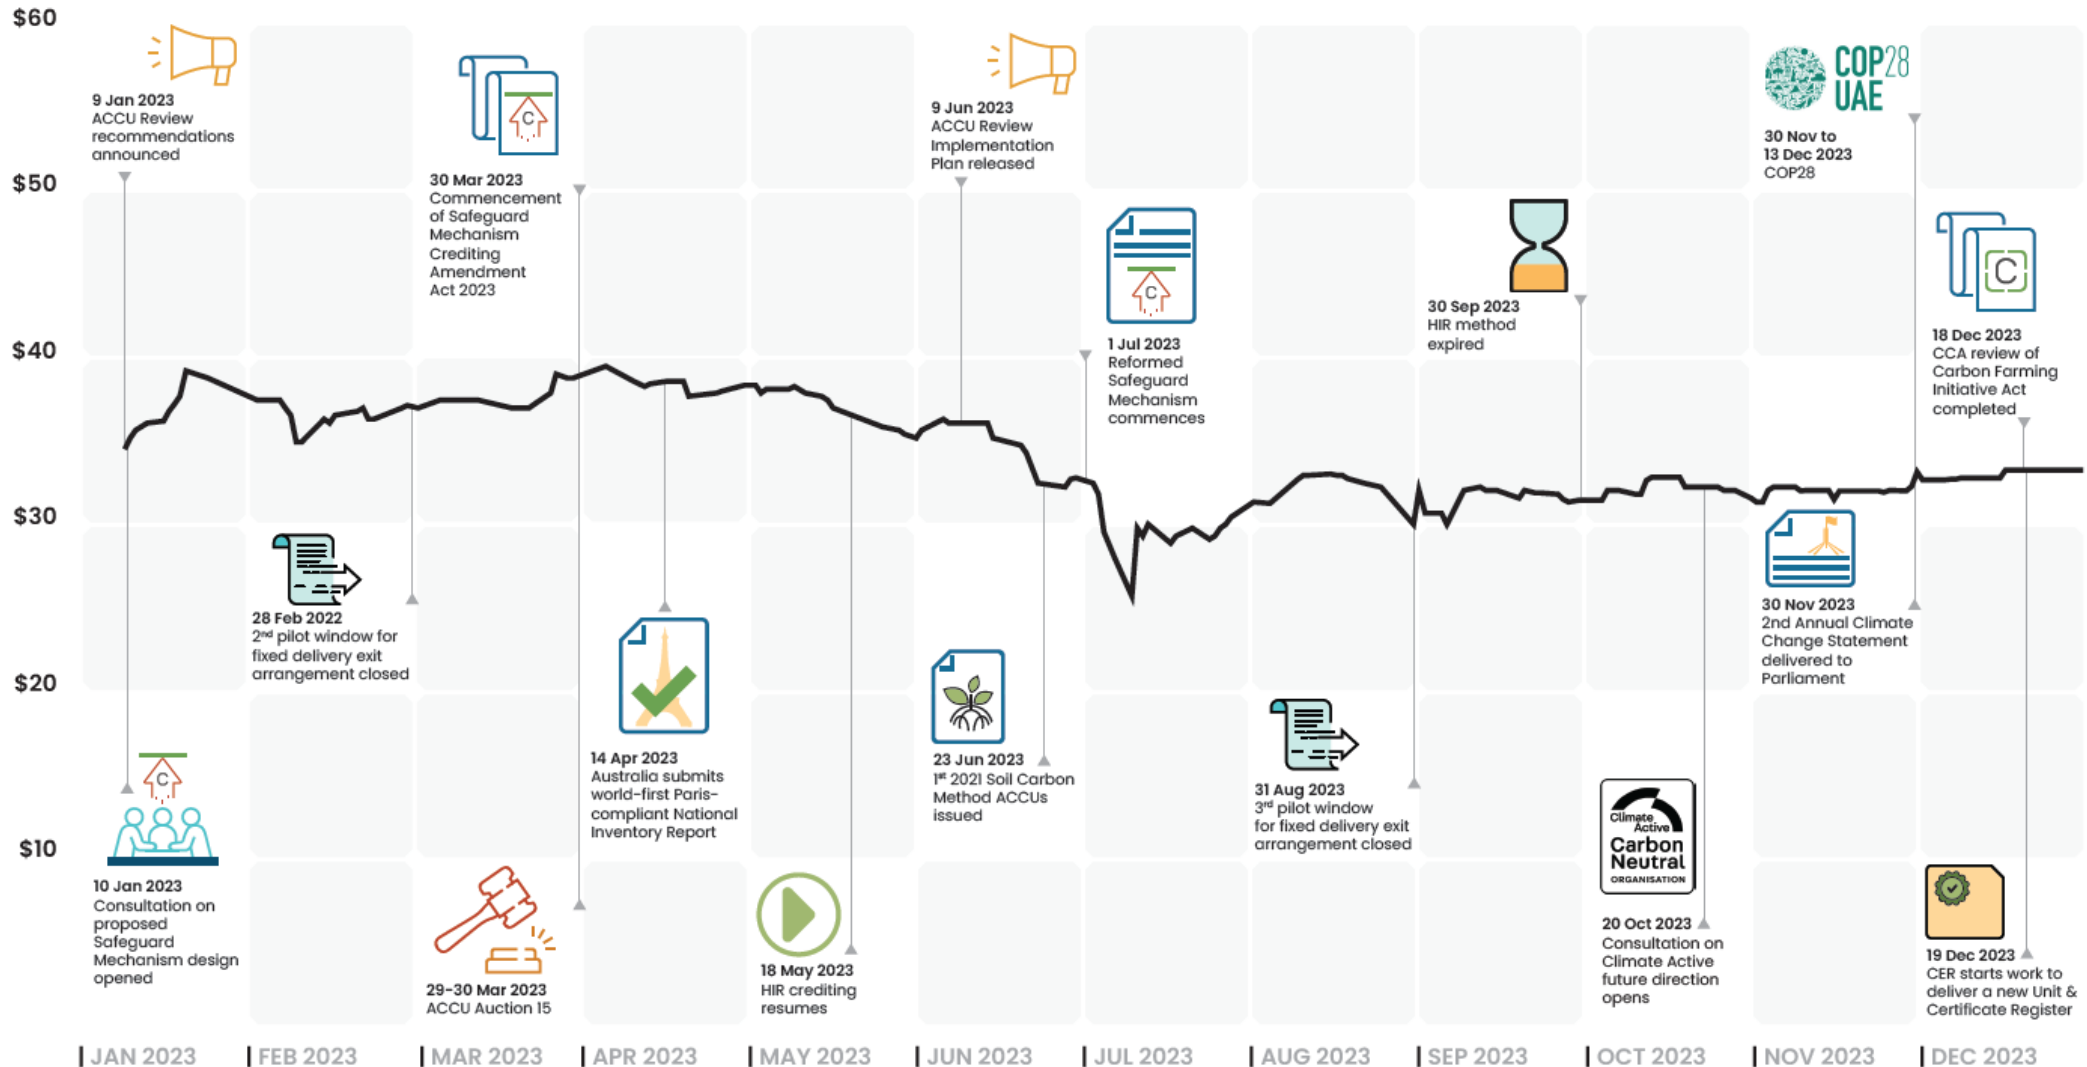 $60
$50
$40
$30
$20
$10
9 Jan 2023
ACCU Review
recommendations
announced
10 Jan 2023
Consultation on
proposed
Safeguard
Mechanism design
opened
C
28 Feb 2022
2nd pilot window for
fixed delivery exit
arrangement closed
C
30 Mar 2023
Commencement
of Safeguard
Mechanism
Crediting
Amendment
Act 2023
29-30 Mar 2023
ACCU Auction 15
14 Apr 2023
Australia submits
world-first Paris-
compliant National
Inventory Report
18 May 2023
HIR crediting
resumes
9 Jun 2023
ACCU Review
Implementation
Plan released
23 Jun 2023
1st 2021 Soil Carbon
Method ACCUs
issued
C
1 Jul 2023
Reformed
Safeguard
Mechanism
commences
31 Aug 2023
3rd pilot window
for fixed delivery exit
arrangement closed
30 Sep 2023
HIR method
expired
Climate
Active
Carbon
Neutral
ORGANISATION
20 Oct 2023
Consultation on
Climate Active
future direction
opens
COP28
UAE
30 Nov to
13 Dec 2023
COP28
30 Nov 2023
2nd Annual Climate
Change Statement
delivered to
Parliament
C
18 Dec 2023
CCA review of
Carbon Farming
Initiative Act
completed
19 Dec 2023
CER starts work to
deliver a new Unit &
Certificate Register
JAN 2023
FEB 2023
MAR 2023
APR 2023
MAY 2023
JUN 2023
JUL 2023
AUG 2023
SEP 2023
OCT 2023
NOV 2023
DEC 2023